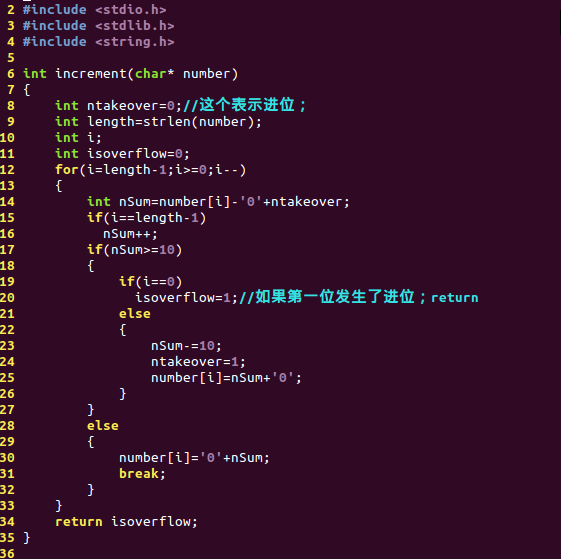 2 #include <stdio.h>
3 #include <stdlib.h>
4 #include <string.h>
5
6 int increment(char* number)
7 {
8     int ntakeover=0;//这个表示进位；
9     int length=strlen(number);
10     int i;
11     int isoverflow=0;
12     for(i=length-1;i>=0;i--)
13     {
14         int nSum=number[i]-'0'+ntakeover;
15         if(i==length-1)
16           nSum++;
17         if(nSum>=10)
18         {
19             if(i==0)
20               isoverflow=1;//如果第一位发生了进位；return
21             else
22             {
23                 nSum-=10;
24                 ntakeover=1;
25                 number[i]=nSum+'0';
26             }
27         }
28         else
29         {
30             number[i]='0'+nSum;
31             break;
32         }
33     }
34     return isoverflow;
35 }
36